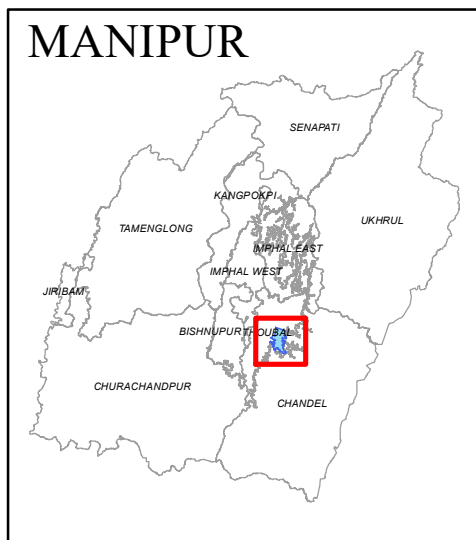 MANIPUR
SENAPATI
KANGPOKPI
UKHRUL
TAMENGLONG
IMPHAL EAST
IMPHAL WEST
JIRIBAM
BISHNUPUR
THOUBAL
CHURACHANDPUR
CHANDEL